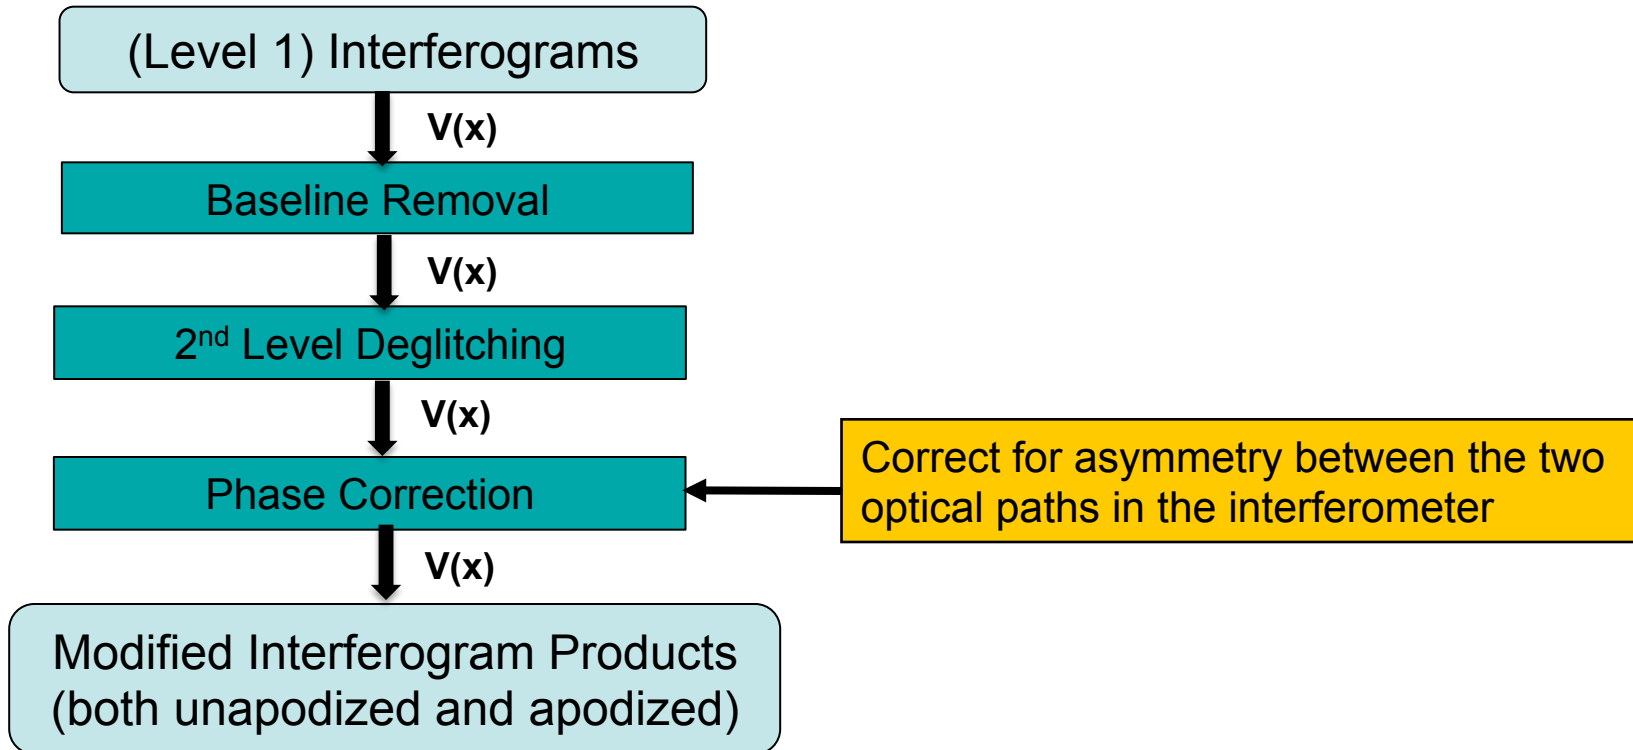 (Level 1) Interferograms
V(x)
Baseline Removal
V(x)
2nd Level Deglitching
V(x)
Phase Correction
Correct for asymmetry between the two
optical paths in the interferometer
V(x)
Modified Interferogram Products
(both unapodized and apodized)